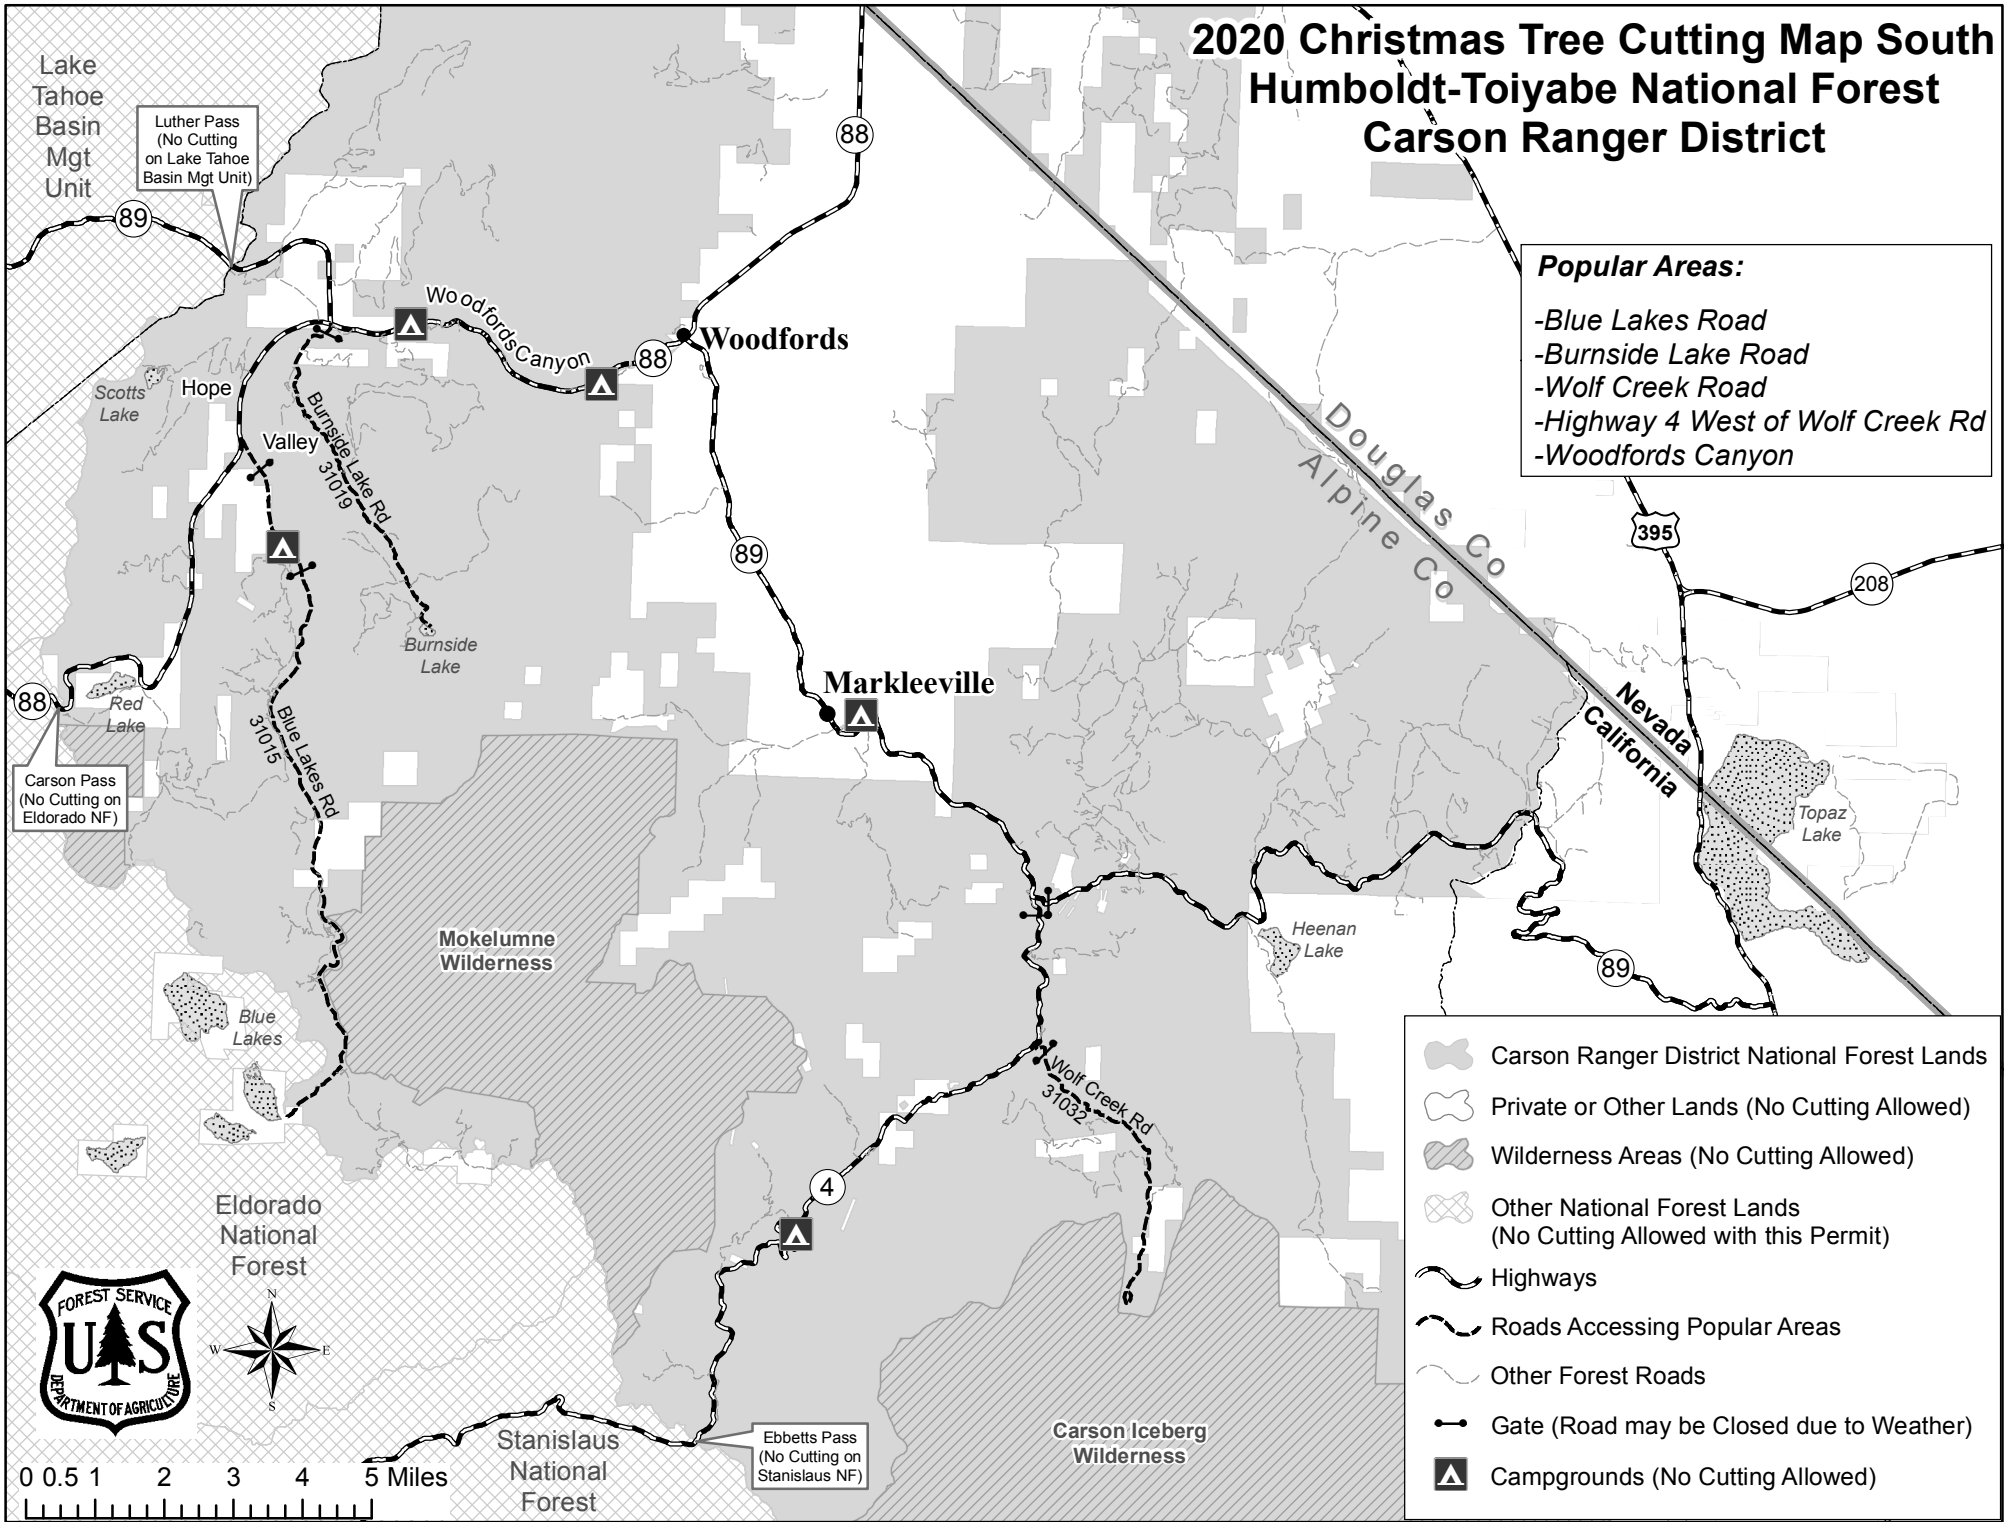 2020 Christmas Tree Cutting Map South
Humboldt-Toiyabe National Forest
Carson Ranger District
Lake
Tahoe
Basin
Mgt
Unit
Luther Pass
(No Cutting
on Lake Tahoe
Basin Mgt Unit)
89
88
Popular Areas:
-Blue Lakes Road
-Burnside Lake Road
-Wolf Creek Road
-Highway 4 West of Wolf Creek Rd
-Woodfords Canyon
Woodfords Canyon
88
Woodfords
Scotts
Lake
Hope
Valley
Burnside Lake Rd
31019
Douglas Co
Alpine Co
395
208
89
Burnside
Lake
Markleeville
88
Red
Lake
Blue Lakes Rd
31015
Nevada
California
Carson Pass
(No Cutting on
Eldorado NF)
Topaz
Lake
Mokelumne
Wilderness
Heenan
Lake
89
Blue
Lakes
Wolf Creek Rd
31032
4
Eldorado
National
Forest
Carson Ranger District National Forest Lands
Private or Other Lands (No Cutting Allowed)
Wilderness Areas (No Cutting Allowed)
Other National Forest Lands
(No Cutting Allowed with this Permit)
Highways
Roads Accessing Popular Areas
Other Forest Roads
Gate (Road may be Closed due to Weather)
Campgrounds (No Cutting Allowed)
FOREST SERVICE
U S
DEPARTMENT OF AGRICULTURE
N
W E
S
Ebbetts Pass
(No Cutting on
Stanislaus NF)
Carson Iceberg
Wilderness
Stanislaus
National
Forest
0 0.5 1 2 3 4 5 Miles